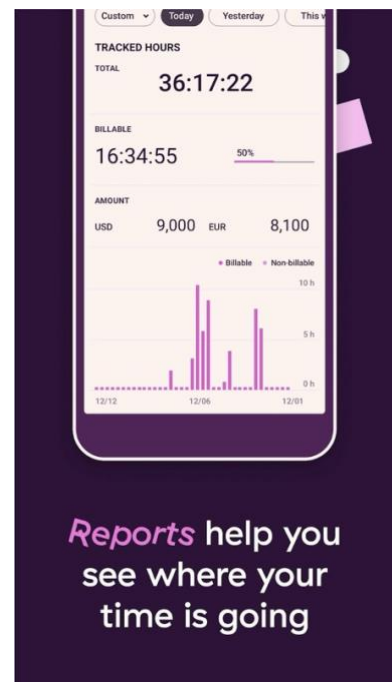 Custom Today Yesterday This
TRACKED HOURS
TOTAL
36:17:22
BILLABLE
16:34:55 50%
AMOUNT
USD 9,000 EUR 8,100
Billable Non-billable
10 h
5 h
0 h
12/12 12/06 12/01
Reports help you
see where your
time is going